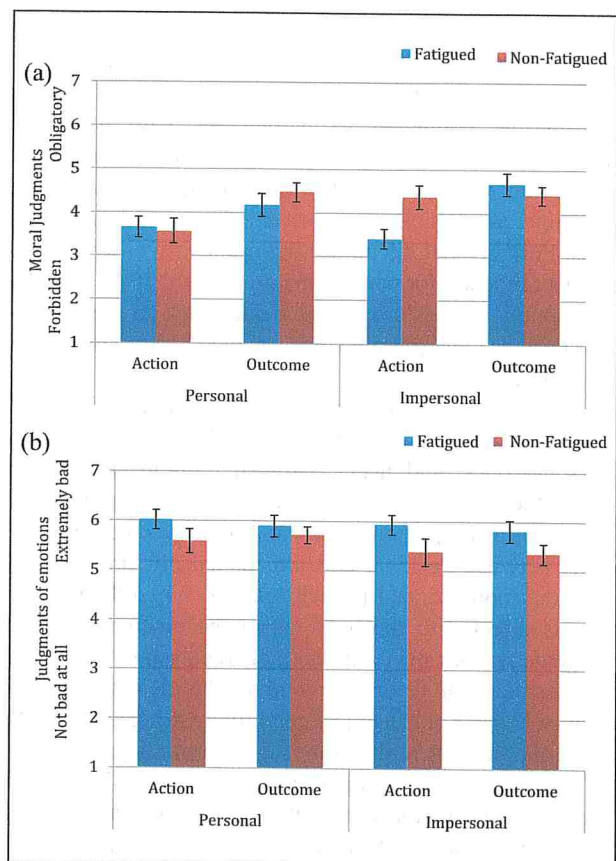 Fatigued Non-Fatigued
(a)
Moral Judgments
Forbidden Obligatory
7
6
5
4
3
2
1
Action Outcome Action Outcome
Personal Impersonal
(b)
Fatigued Non-Fatigued
Judgments of emotions
Not bad at all Extremely bad
7
6
5
4
3
2
1
Action Outcome Action Outcome
Personal Impersonal